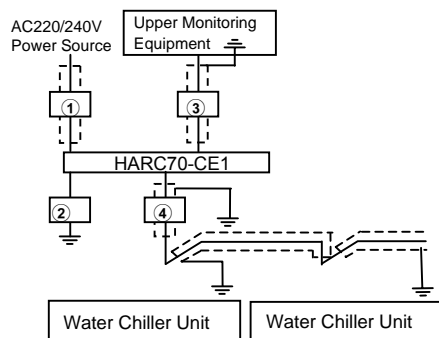 AC220/240V
Power Source
Upper Monitoring
Equipment
①
③
HARC70-CE1
②
④
Water Chiller Unit
Water Chiller Unit